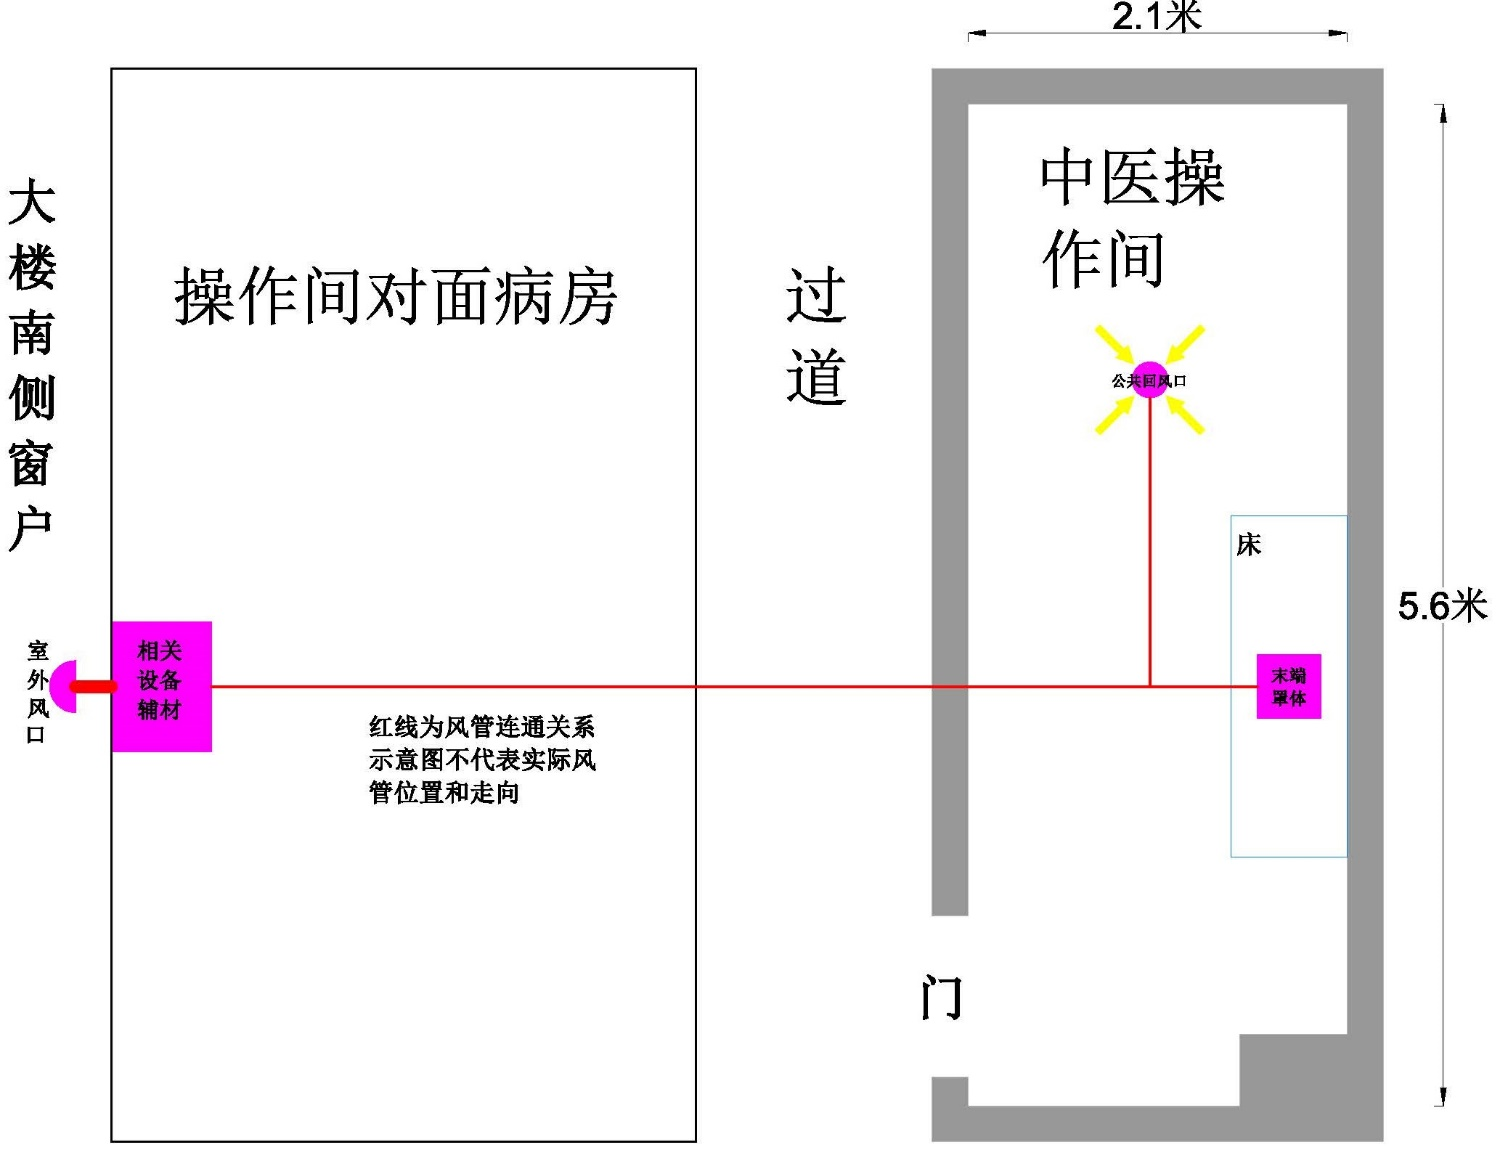 2.1米
大楼南侧窗户
操作间对面病房
过道
中医操
作间
公共回风口
床
5.6米
室外风口
相关
设备
辅材
末端
罩体
红线为风管连通关系
示意图不代表实际风
管位置和走向
门